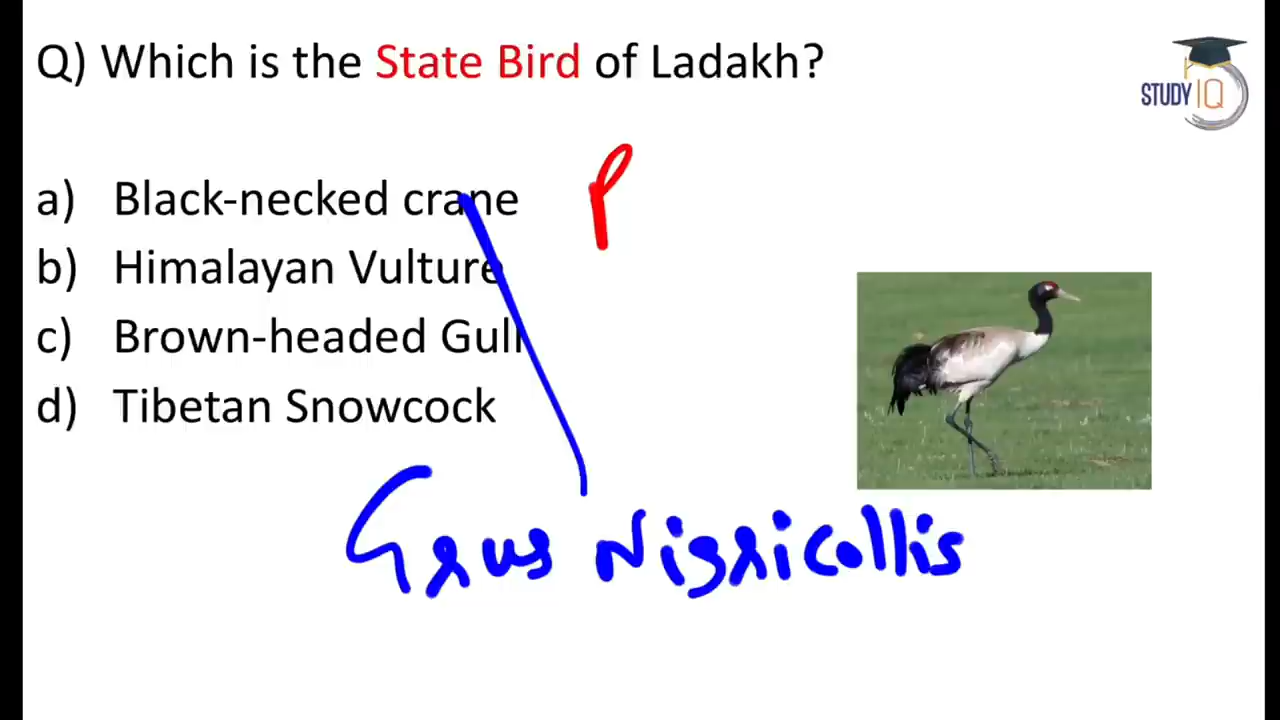 Q) Which is the State Bird of Ladakh?
STUDY IQ
a) Black-necked crane
b) Himalayan Vulture
c) Brown-headed Gull
d) Tibetan Snowcock
Grus Nigricollis